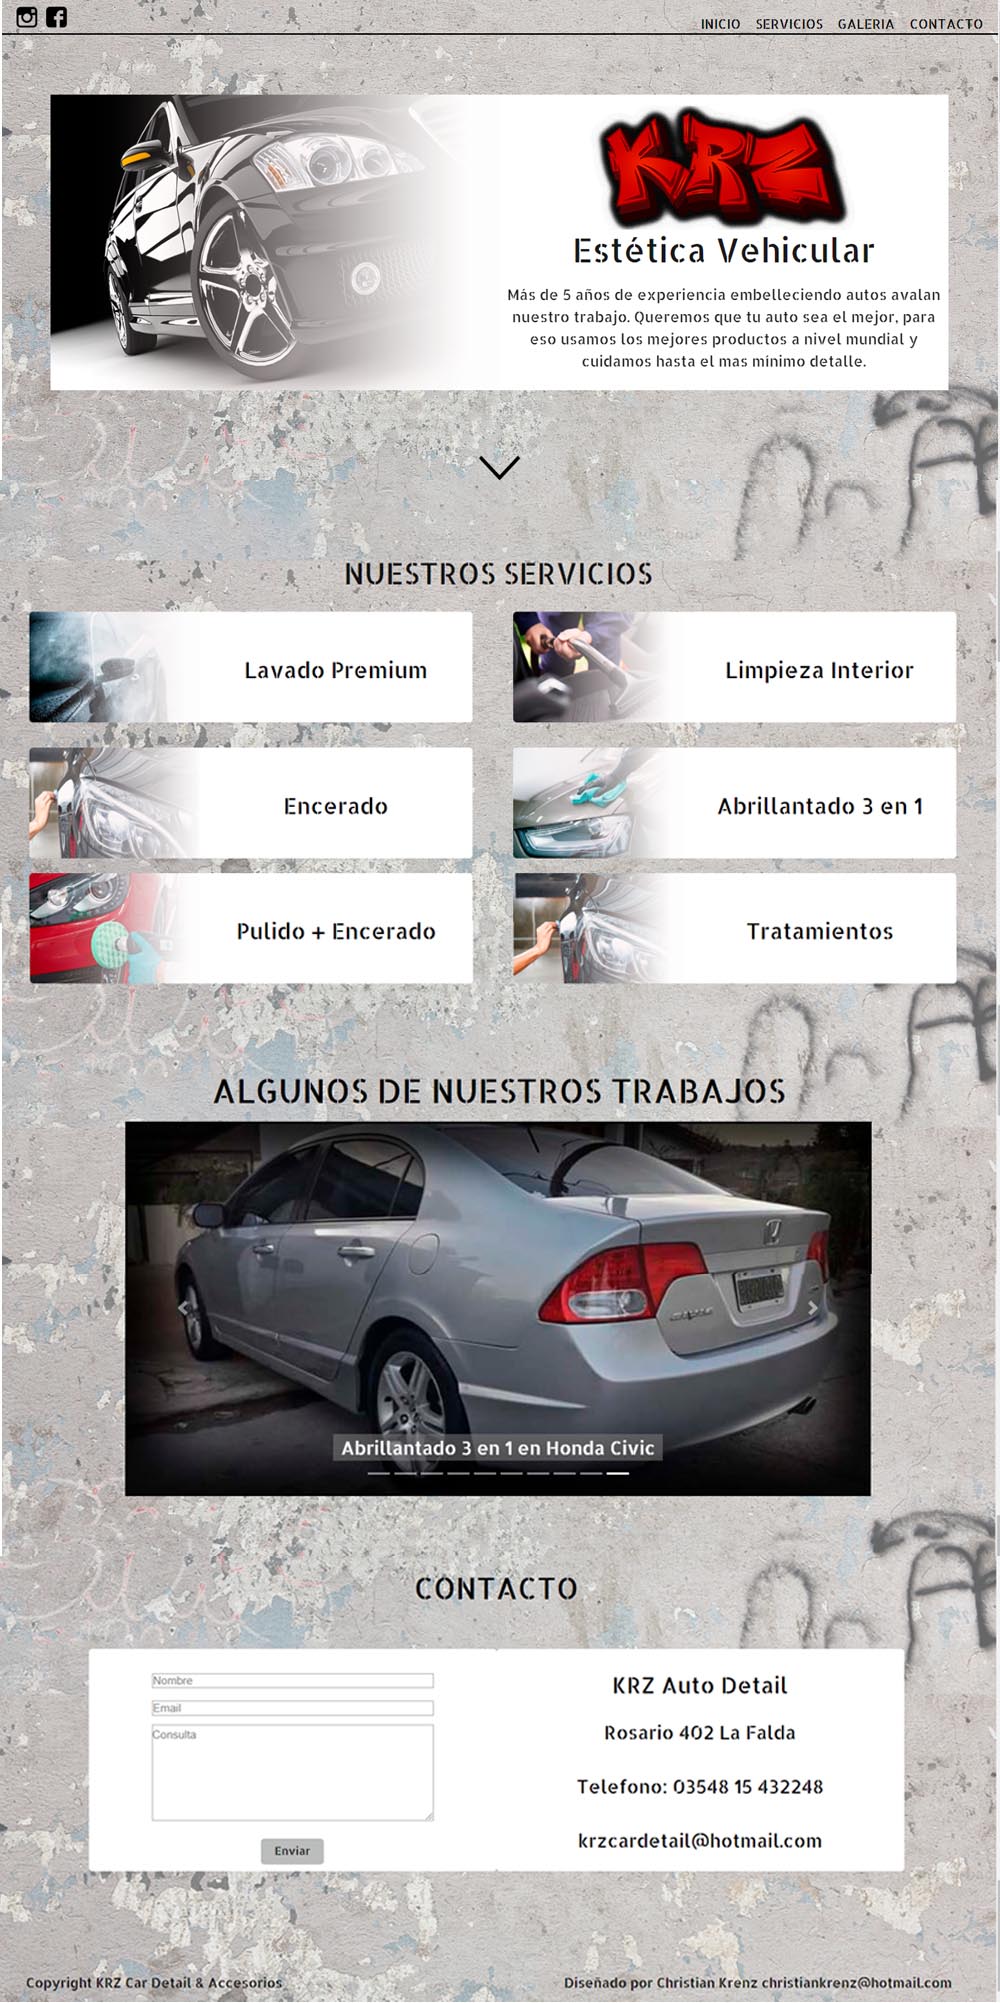 INICIO SERVICIOS GALERIA CONTACTO
KRZ
Estética Vehicular
Más de 5 años de experiencia embelleciendo autos avalan
nuestro trabajo. Queremos que tu auto sea el mejor, para
eso usamos los mejores productos a nivel mundial y
cuidamos hasta el mas minimo detalle.
NUESTROS SERVICIOS
Lavado Premium
Limpieza Interior
Encerado
Abrillantado 3 en 1
Pulido + Encerado
Tratamientos
ALGUNOS DE NUESTROS TRABAJOS
Abrillantado 3 en 1 en Honda Civic
CONTACTO
Nombre
Email
Consulta
Enviar
KRZ Auto Detail
Rosario 402 La Falda
Telefono: 03548 15 432248
krzcardetail@hotmail.com
Copyright KRZ Car Detail & Accesorios
Diseñado por Christian Krenz christiankrenz@hotmail.com